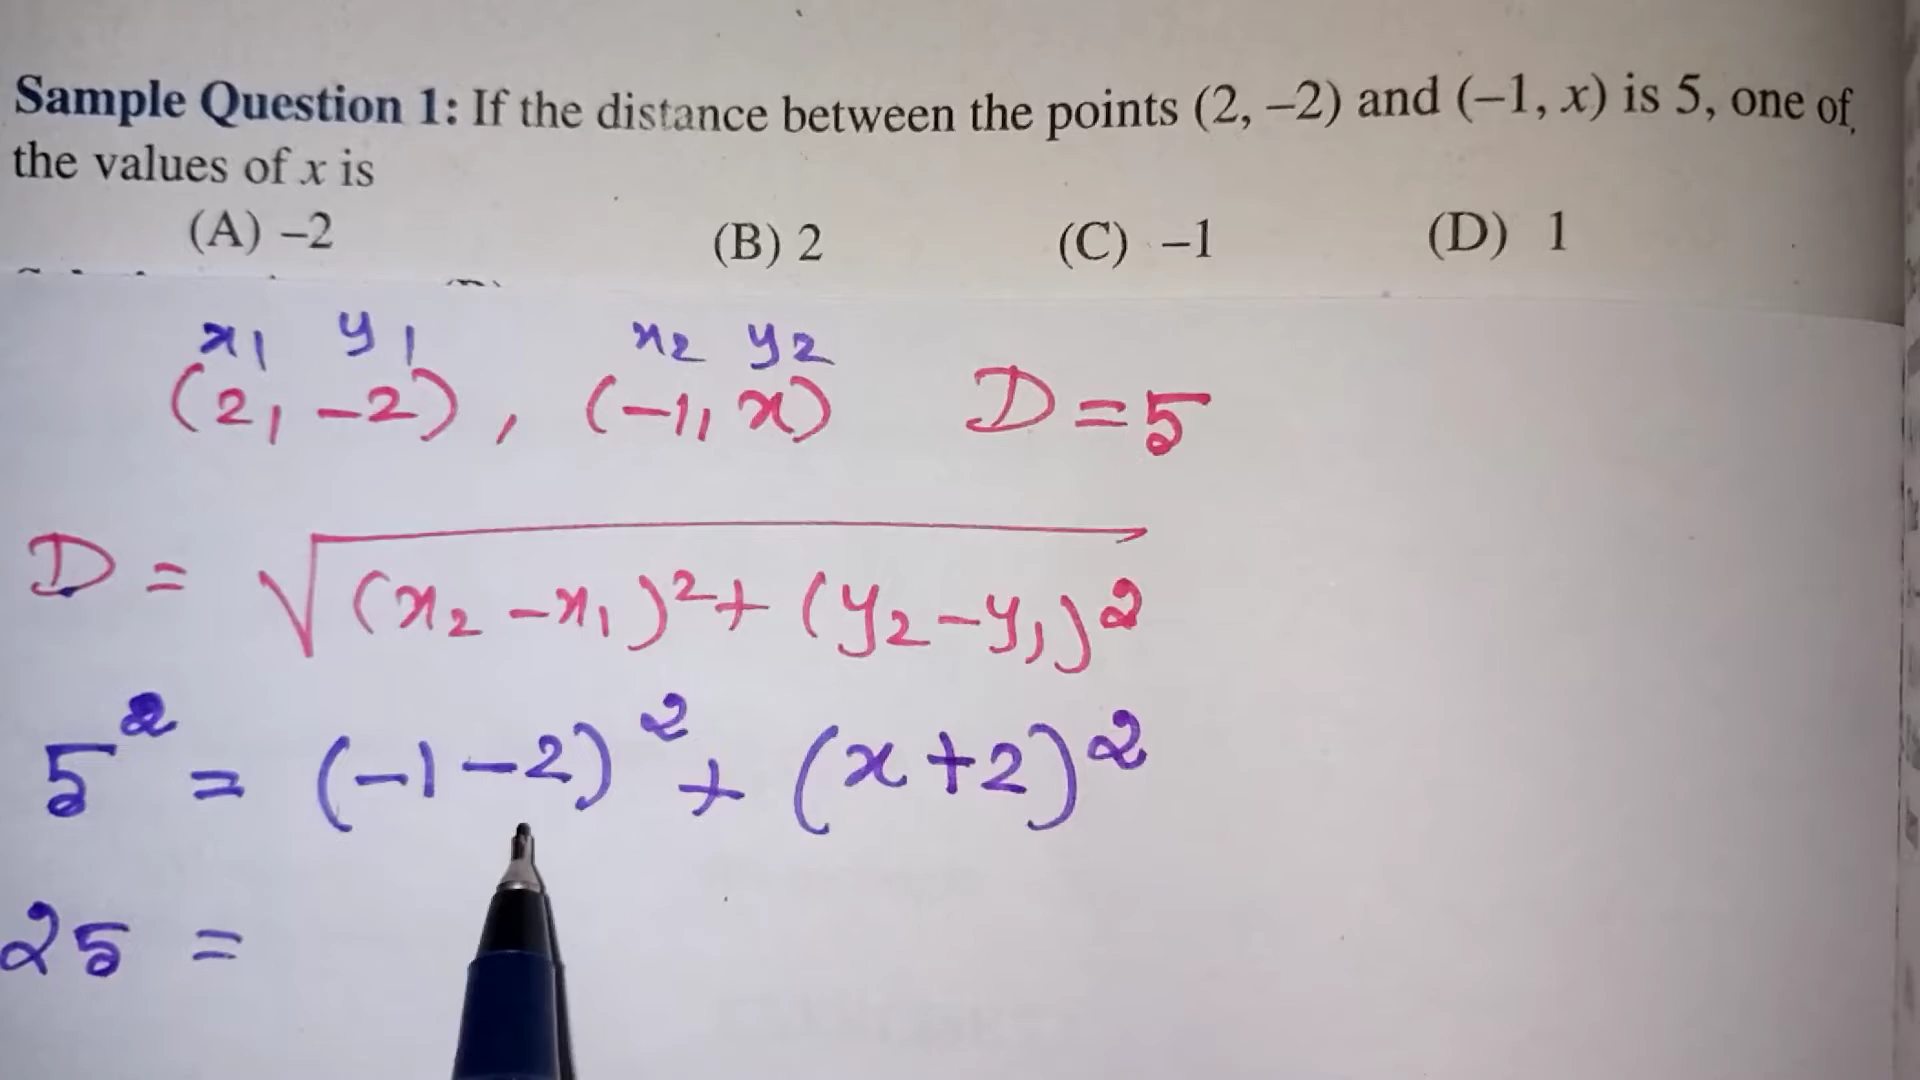 Sample Question 1: If the distance between the points (2, –2) and (–1, x) is 5, one of
the values of x is
(A) –2 (B) 2 (C) –1 (D) 1
x₁ y₁ x₂ y₂
(2, -2), (-1, x) D = 5
D = √(x₂ - x₁)² + (y₂ - y₁)²
5² = (-1-2)² + (x+2)²
25 =